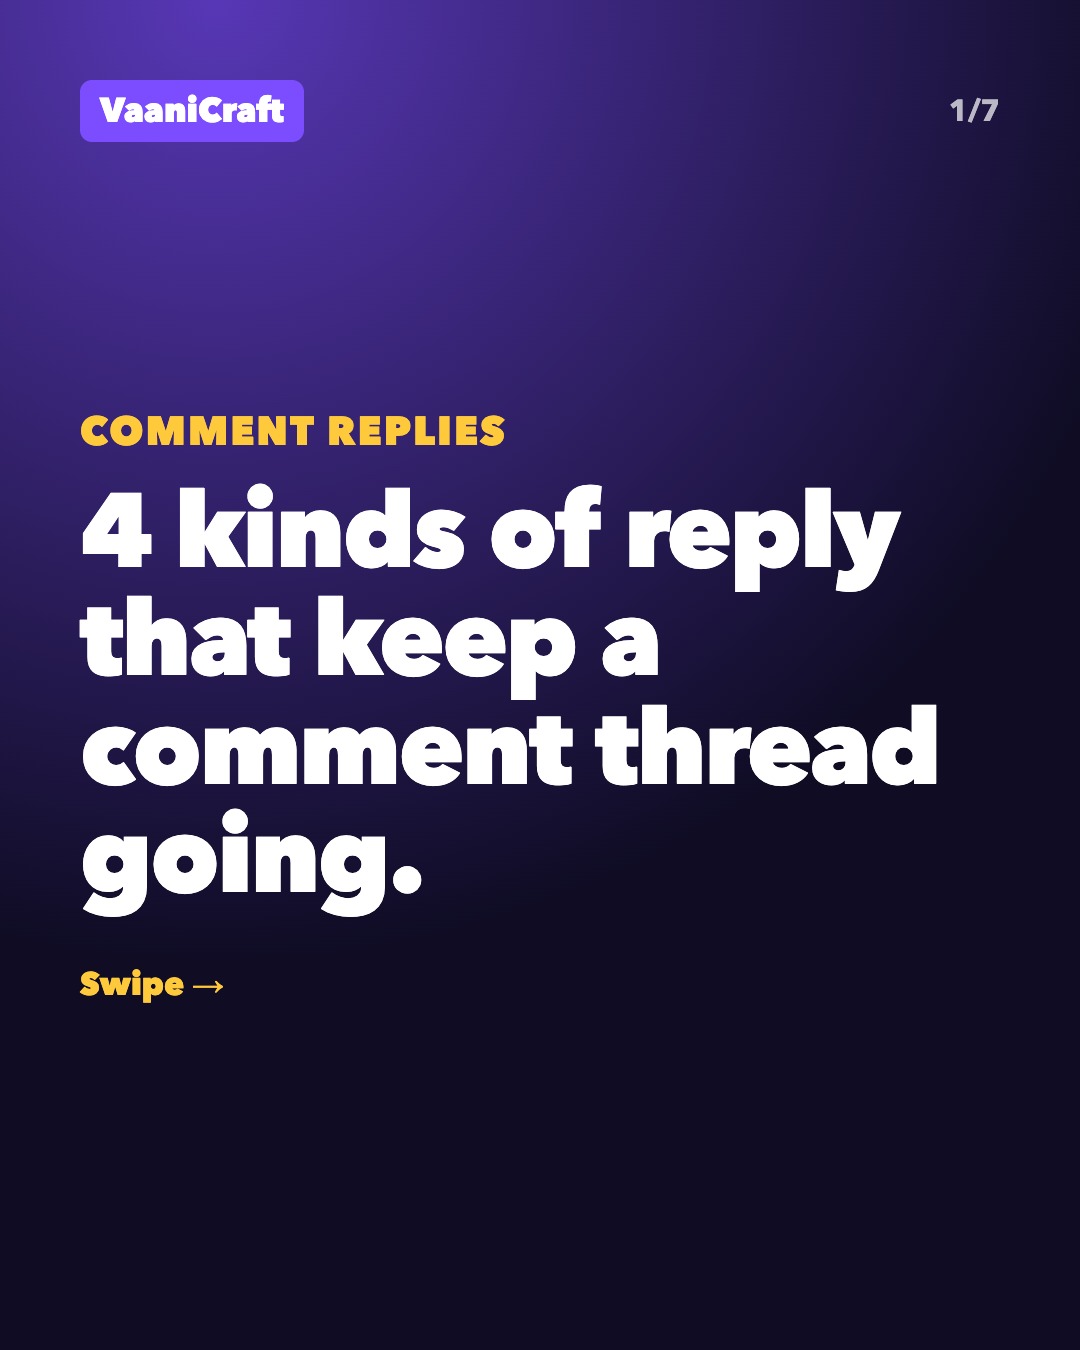 VaaniCraft
1/7
COMMENT REPLIES
4 kinds of reply
that keep a
comment thread
going.
Swipe →